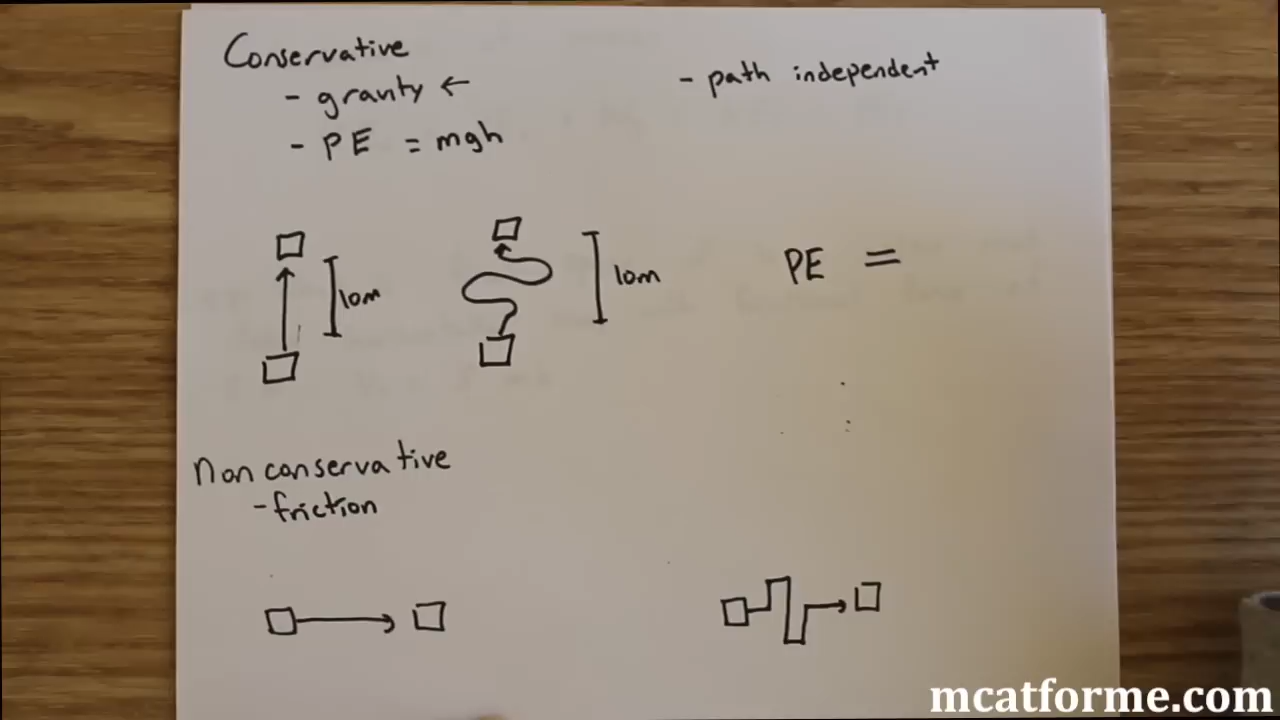 Conservative
- gravity ←
- PE = mgh
- path independent
10m
10m
PE =
Non conservative
- friction
mcatforme.com